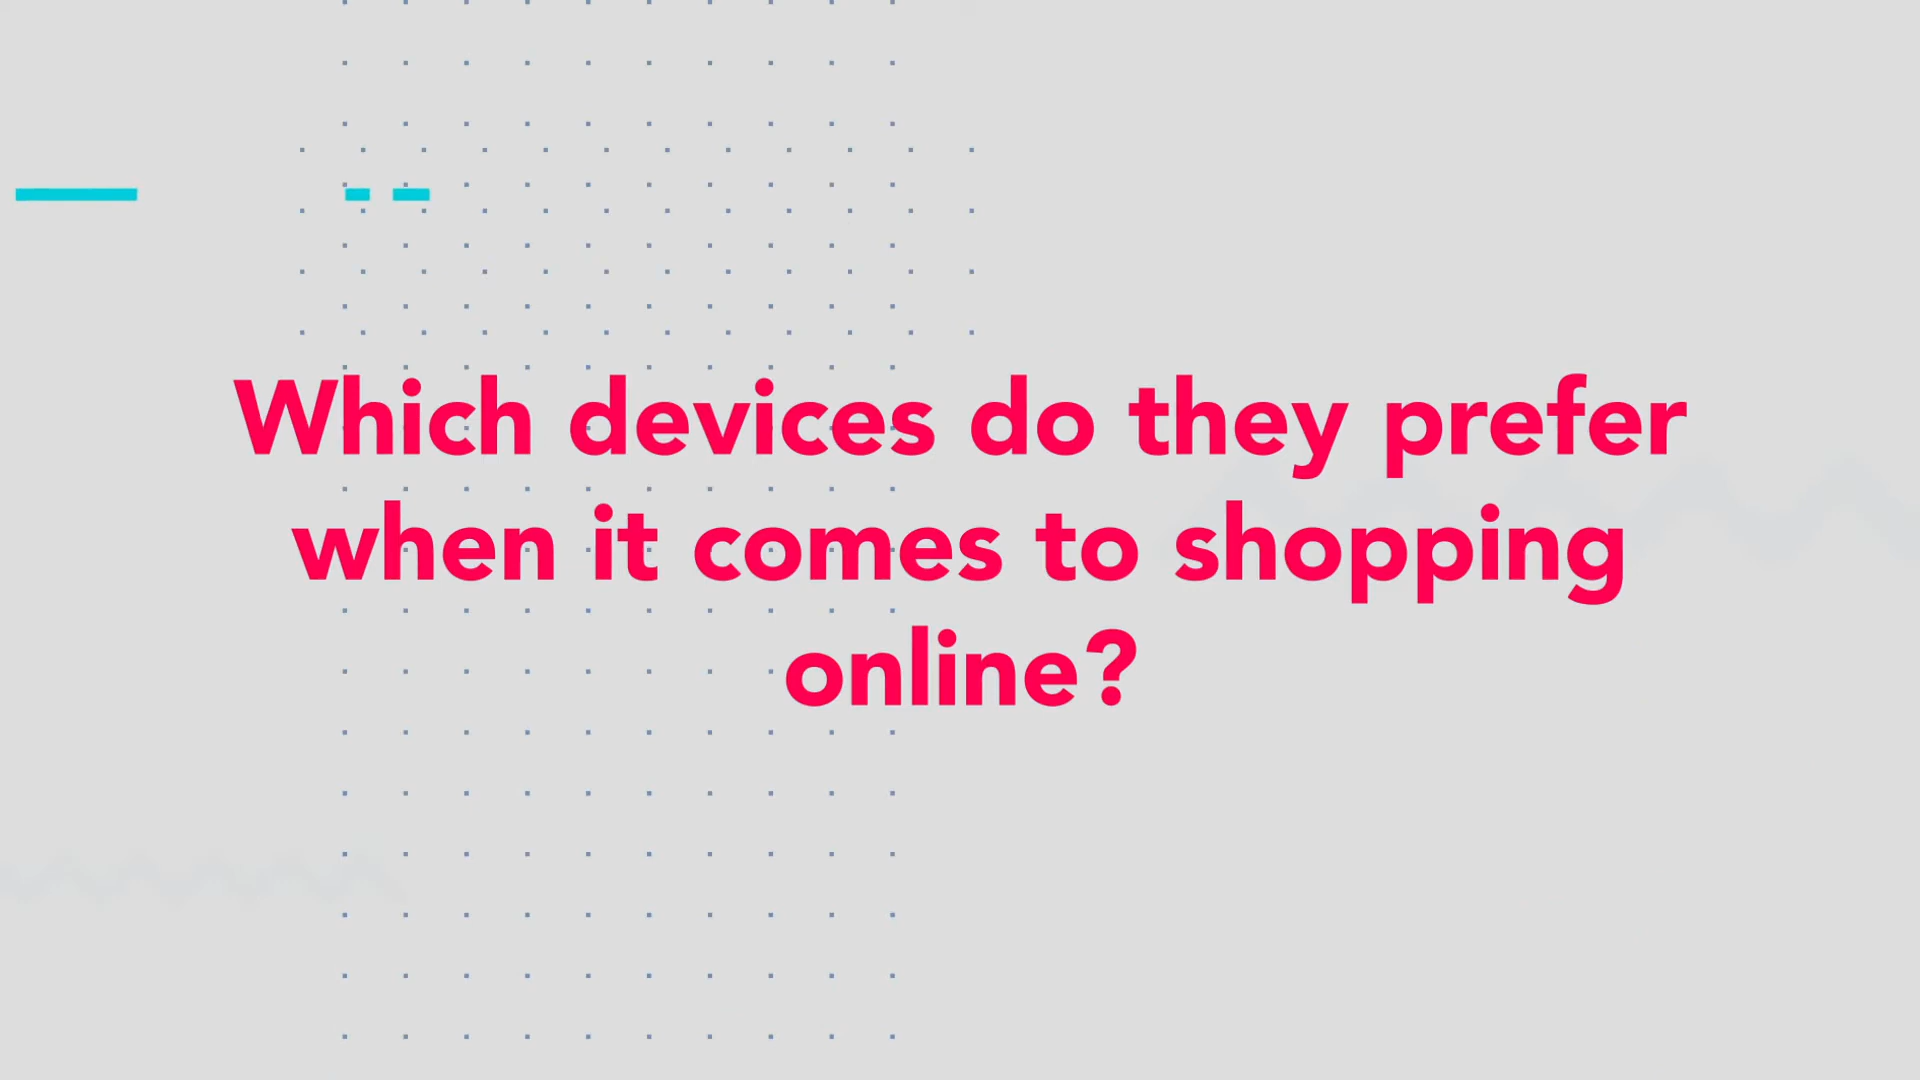 Which devices do they prefer
when it comes to shopping
online?